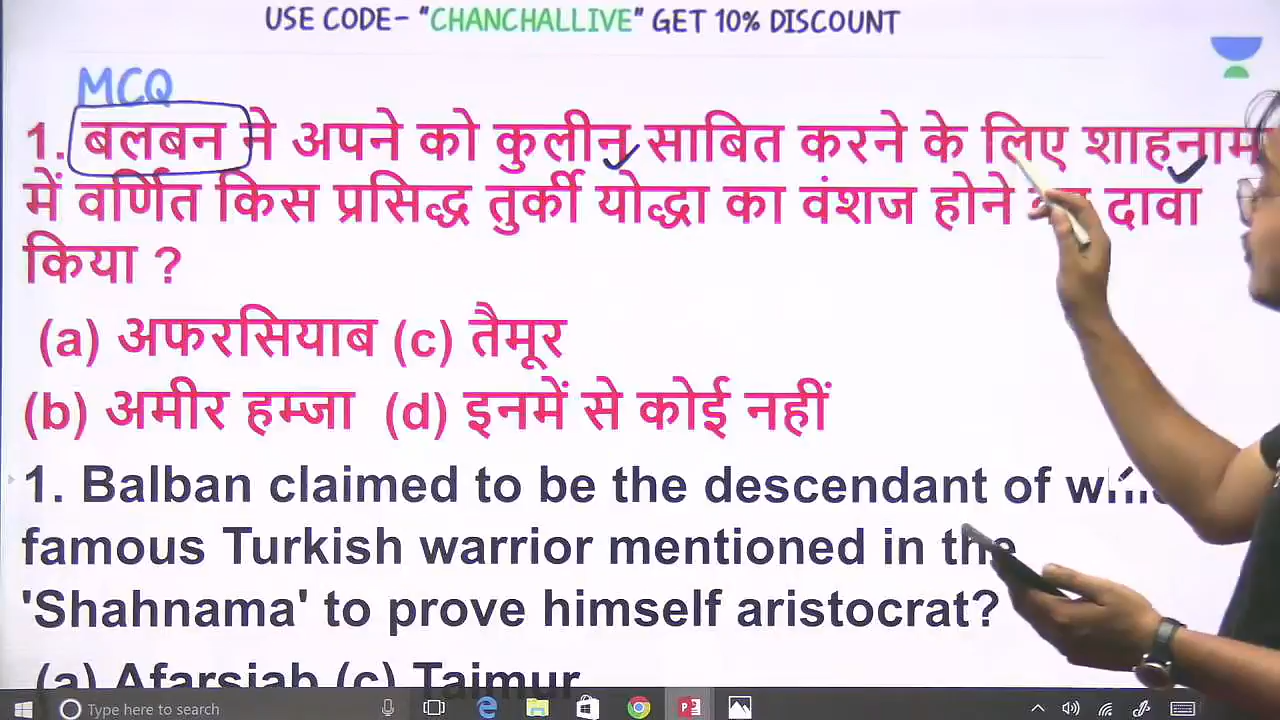 USE CODE- "CHANCHALLIVE" GET 10% DISCOUNT
MCQ
1. बलबन ने अपने को कुलीन साबित करने के लिए शाहनाम
में वर्णित किस प्रसिद्ध तुर्की योद्धा का वंशज होने दावा
किया ?
(a) अफरसियाब (c) तैमूर
(b) अमीर हम्जा (d) इनमें से कोई नहीं
1. Balban claimed to be the descendant of
famous Turkish warrior mentioned in the
'Shahnama' to prove himself aristocrat?
(a) Afarsiab (c) Taimur
Type here to search